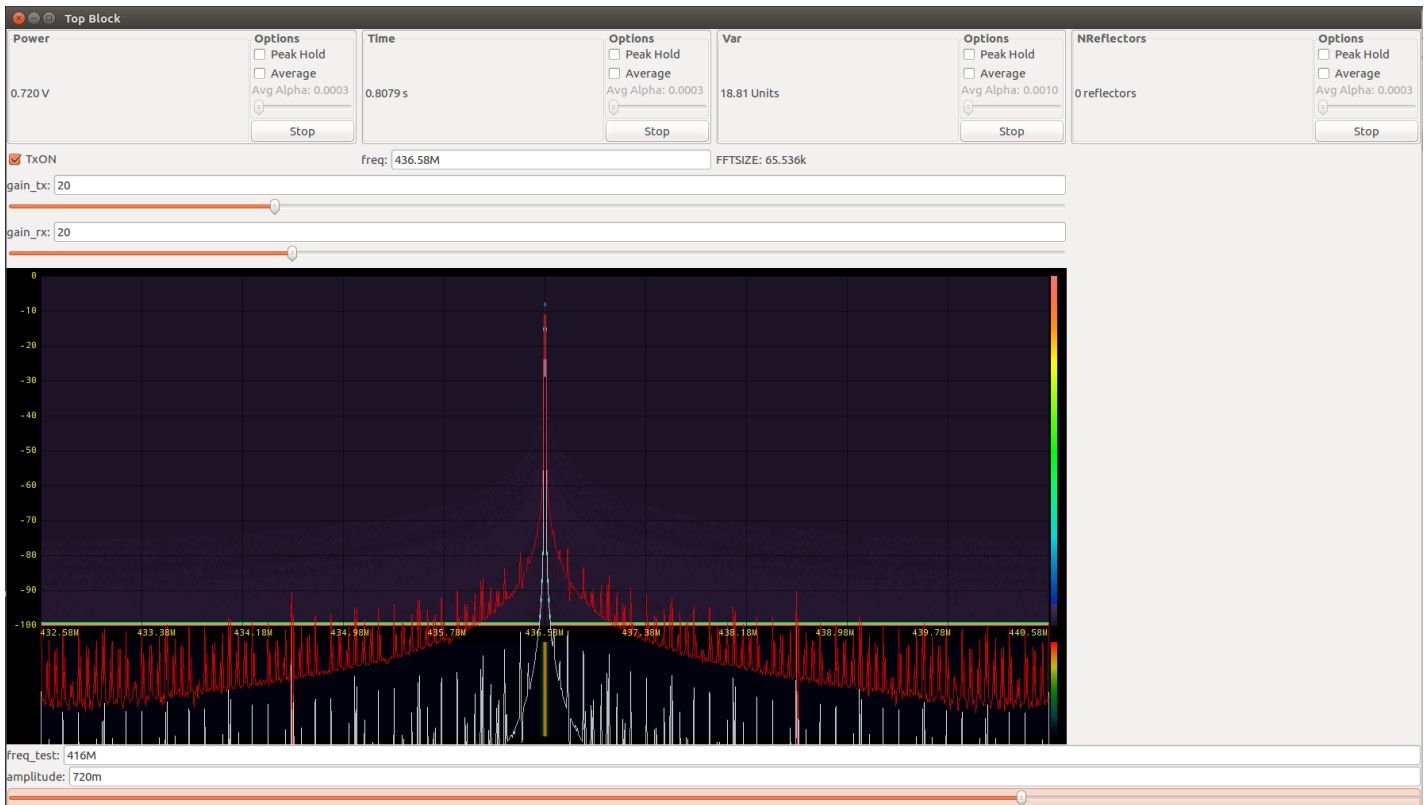 Top Block
Power Options Time Options Var Options NReflectors Options
Peak Hold Peak Hold Peak Hold Peak Hold
Average Average Average Average
Avg Alpha: 0.0003 Avg Alpha: 0.0003 Avg Alpha: 0.0010 Avg Alpha: 0.0003
0.720 V 0.8079 s 18.81 Units 0 reflectors
Stop Stop Stop Stop
TxON freq: 436.58M FFTSIZE: 65.536k
gain_tx: 20
gain_rx: 20
0
-10
-20
-30
-40
-50
-60
-70
-80
-90
-100
432.58M 433.38M 434.18M 434.98M 435.78M 436.58M 437.38M 438.18M 438.98M 439.78M 440.58M
freq_test: 416M
amplitude: 720m